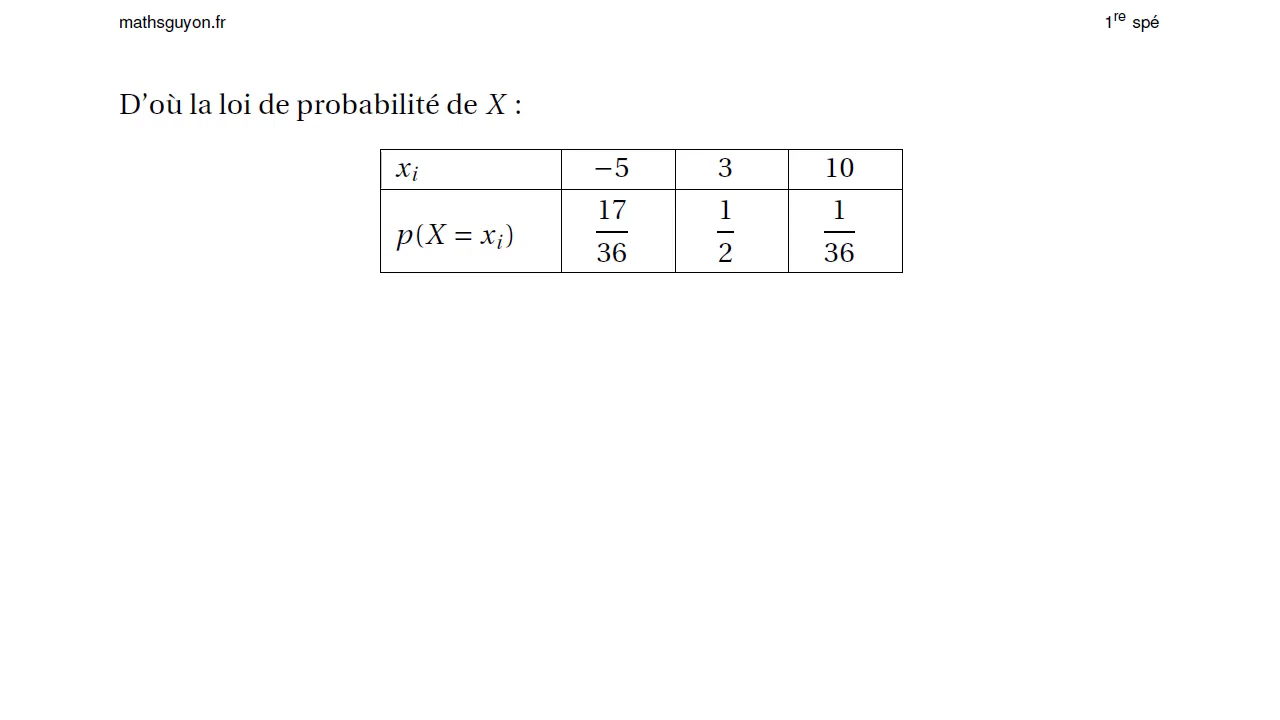 mathsguyon.fr 1re spé
D'où la loi de probabilité de X :
xi −5 3 10
p(X = xi) 17/36 1/2 1/36